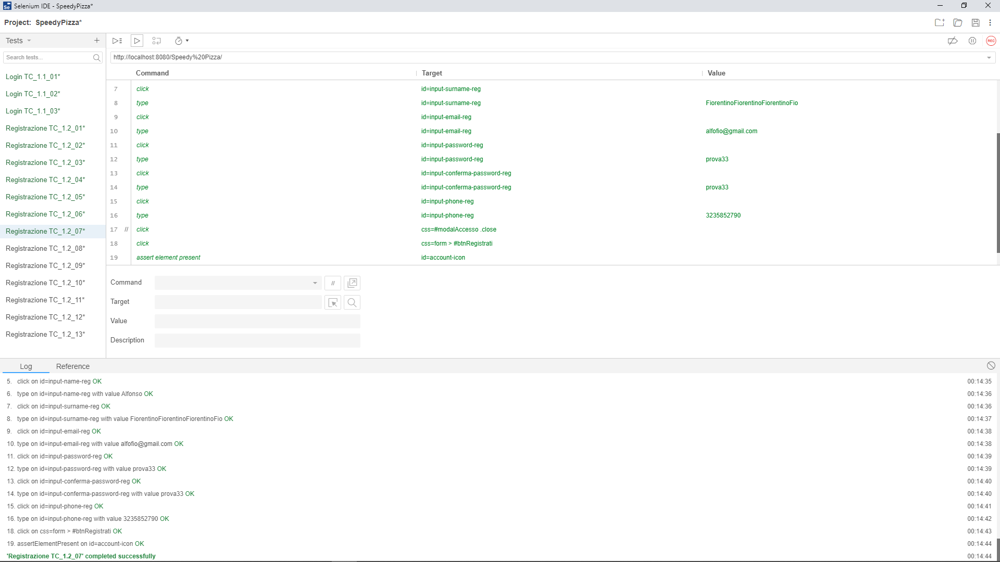 Selenium IDE - SpeedyPizza*
Project: SpeedyPizza*
Tests
Search tests...
Login TC_1.1_01*
Login TC_1.1_02*
Login TC_1.1_03*
Registrazione TC_1.2_01*
Registrazione TC_1.2_02*
Registrazione TC_1.2_03*
Registrazione TC_1.2_04*
Registrazione TC_1.2_05*
Registrazione TC_1.2_06*
Registrazione TC_1.2_07*
Registrazione TC_1.2_08*
Registrazione TC_1.2_09*
Registrazione TC_1.2_10*
Registrazione TC_1.2_11*
Registrazione TC_1.2_12*
Registrazione TC_1.2_13*
REC
http://localhost:8080/Speedy%20Pizza/
Command Target Value
7 click id=input-surname-reg
8 type id=input-surname-reg FiorentinoFiorentinoFiorentinoFio
9 click id=input-email-reg
10 type id=input-email-reg alfofio@gmail.com
11 click id=input-password-reg
12 type id=input-password-reg prova33
13 click id=input-conferma-password-reg
14 type id=input-conferma-password-reg prova33
15 click id=input-phone-reg
16 type id=input-phone-reg 3235852790
17 // click css=#modalAccesso .close
18 click css=form > #btnRegistrati
19 assert element present id=account-icon
Command //
Target
Value
Description
Log Reference
5. click on id=input-name-reg OK 00:14:35
6. type on id=input-name-reg with value Alfonso OK 00:14:36
7. click on id=input-surname-reg OK 00:14:36
8. type on id=input-surname-reg with value FiorentinoFiorentinoFiorentinoFio OK 00:14:37
9. click on id=input-email-reg OK 00:14:38
10. type on id=input-email-reg with value alfofio@gmail.com OK 00:14:38
11. click on id=input-password-reg OK 00:14:39
12. type on id=input-password-reg with value prova33 OK 00:14:39
13. click on id=input-conferma-password-reg OK 00:14:40
14. type on id=input-conferma-password-reg with value prova33 OK 00:14:40
15. click on id=input-phone-reg OK 00:14:41
16. type on id=input-phone-reg with value 3235852790 OK 00:14:42
18. click on css=form > #btnRegistrati OK 00:14:43
19. assertElementPresent on id=account-icon OK 00:14:44
'Registrazione TC_1.2_07' completed successfully 00:14:44